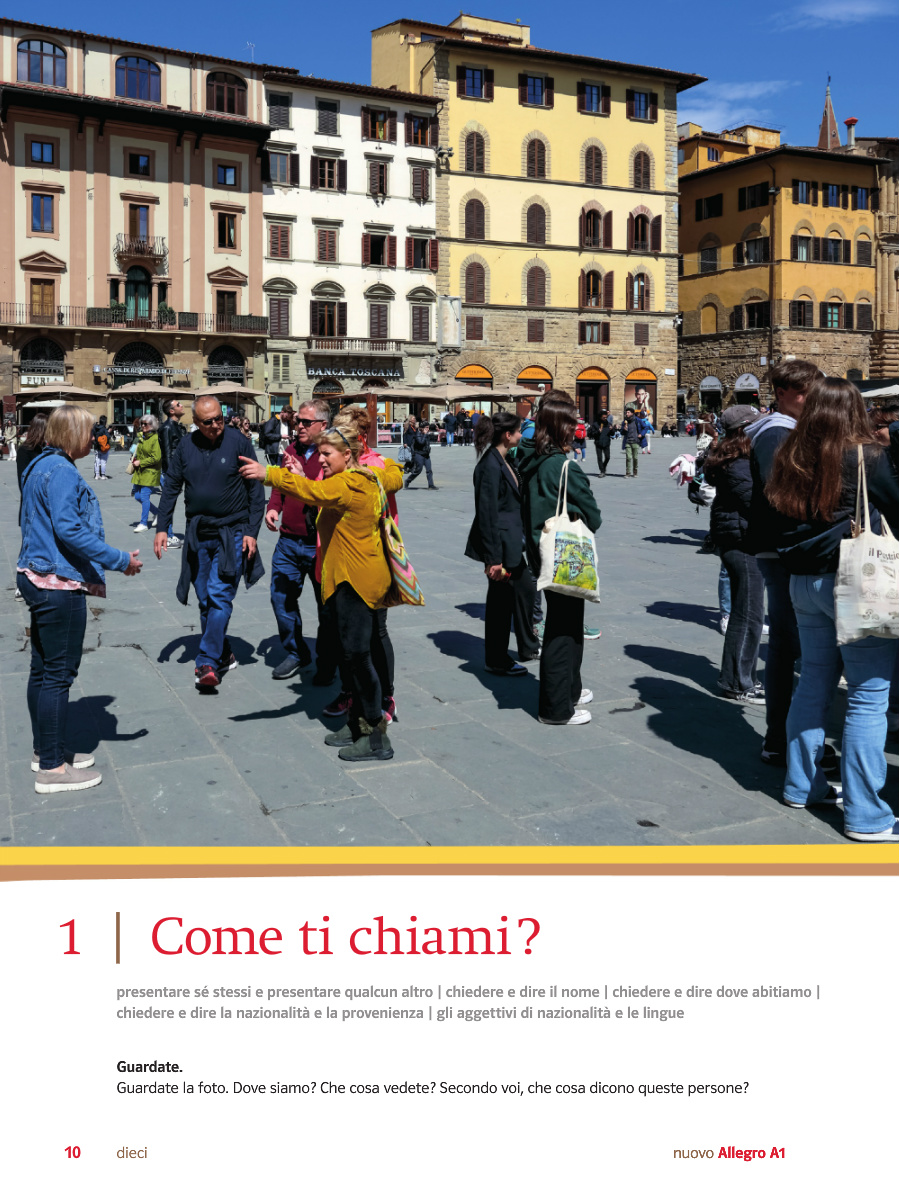 BANCA TOSCANA
1 | Come ti chiami?
presentare sé stessi e presentare qualcun altro | chiedere e dire il nome | chiedere e dire dove abitiamo |
chiedere e dire la nazionalità e la provenienza | gli aggettivi di nazionalità e le lingue
Guardate.
Guardate la foto. Dove siamo? Che cosa vedete? Secondo voi, che cosa dicono queste persone?
10 dieci nuovo Allegro A1